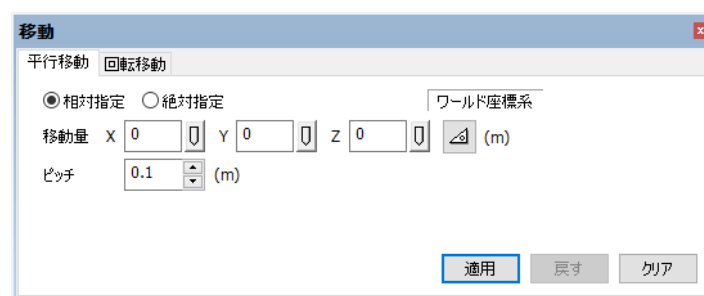 移動
平行移動 回転移動
相対指定 絶対指定 ワールド座標系
移動量 X 0 Y 0 Z 0 (m)
ピッチ 0.1 (m)
適用 戻す クリア